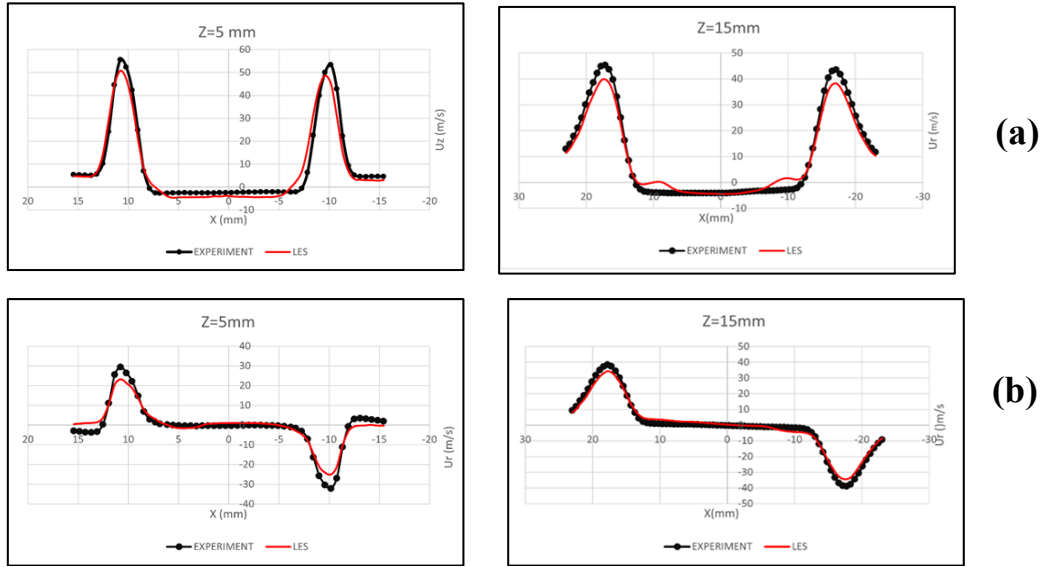 Z=5 mm
60
50
40
30
20
10
0
-10
20 15 10 5 0 -5 -10 -15 -20
Uz (m/s)
X (mm)
EXPERIMENT LES
Z=15mm
50
40
30
20
10
0
-10
30 20 10 0 -10 -20 -30
Ur (m/s)
X(mm)
EXPERIMENT LES
(a)
Z=5mm
40
30
20
10
0
-10
-20
-30
-40
20 15 10 5 0 -5 -10 -15 -20
Ur (m/s)
X (mm)
EXPERIMENT LES
Z=15mm
50
40
30
20
10
0
-10
-20
-30
-40
-50
30 20 10 0 -10 -20 -30
Ur (m/s
X(mm)
EXPERIMENT LES
(b)